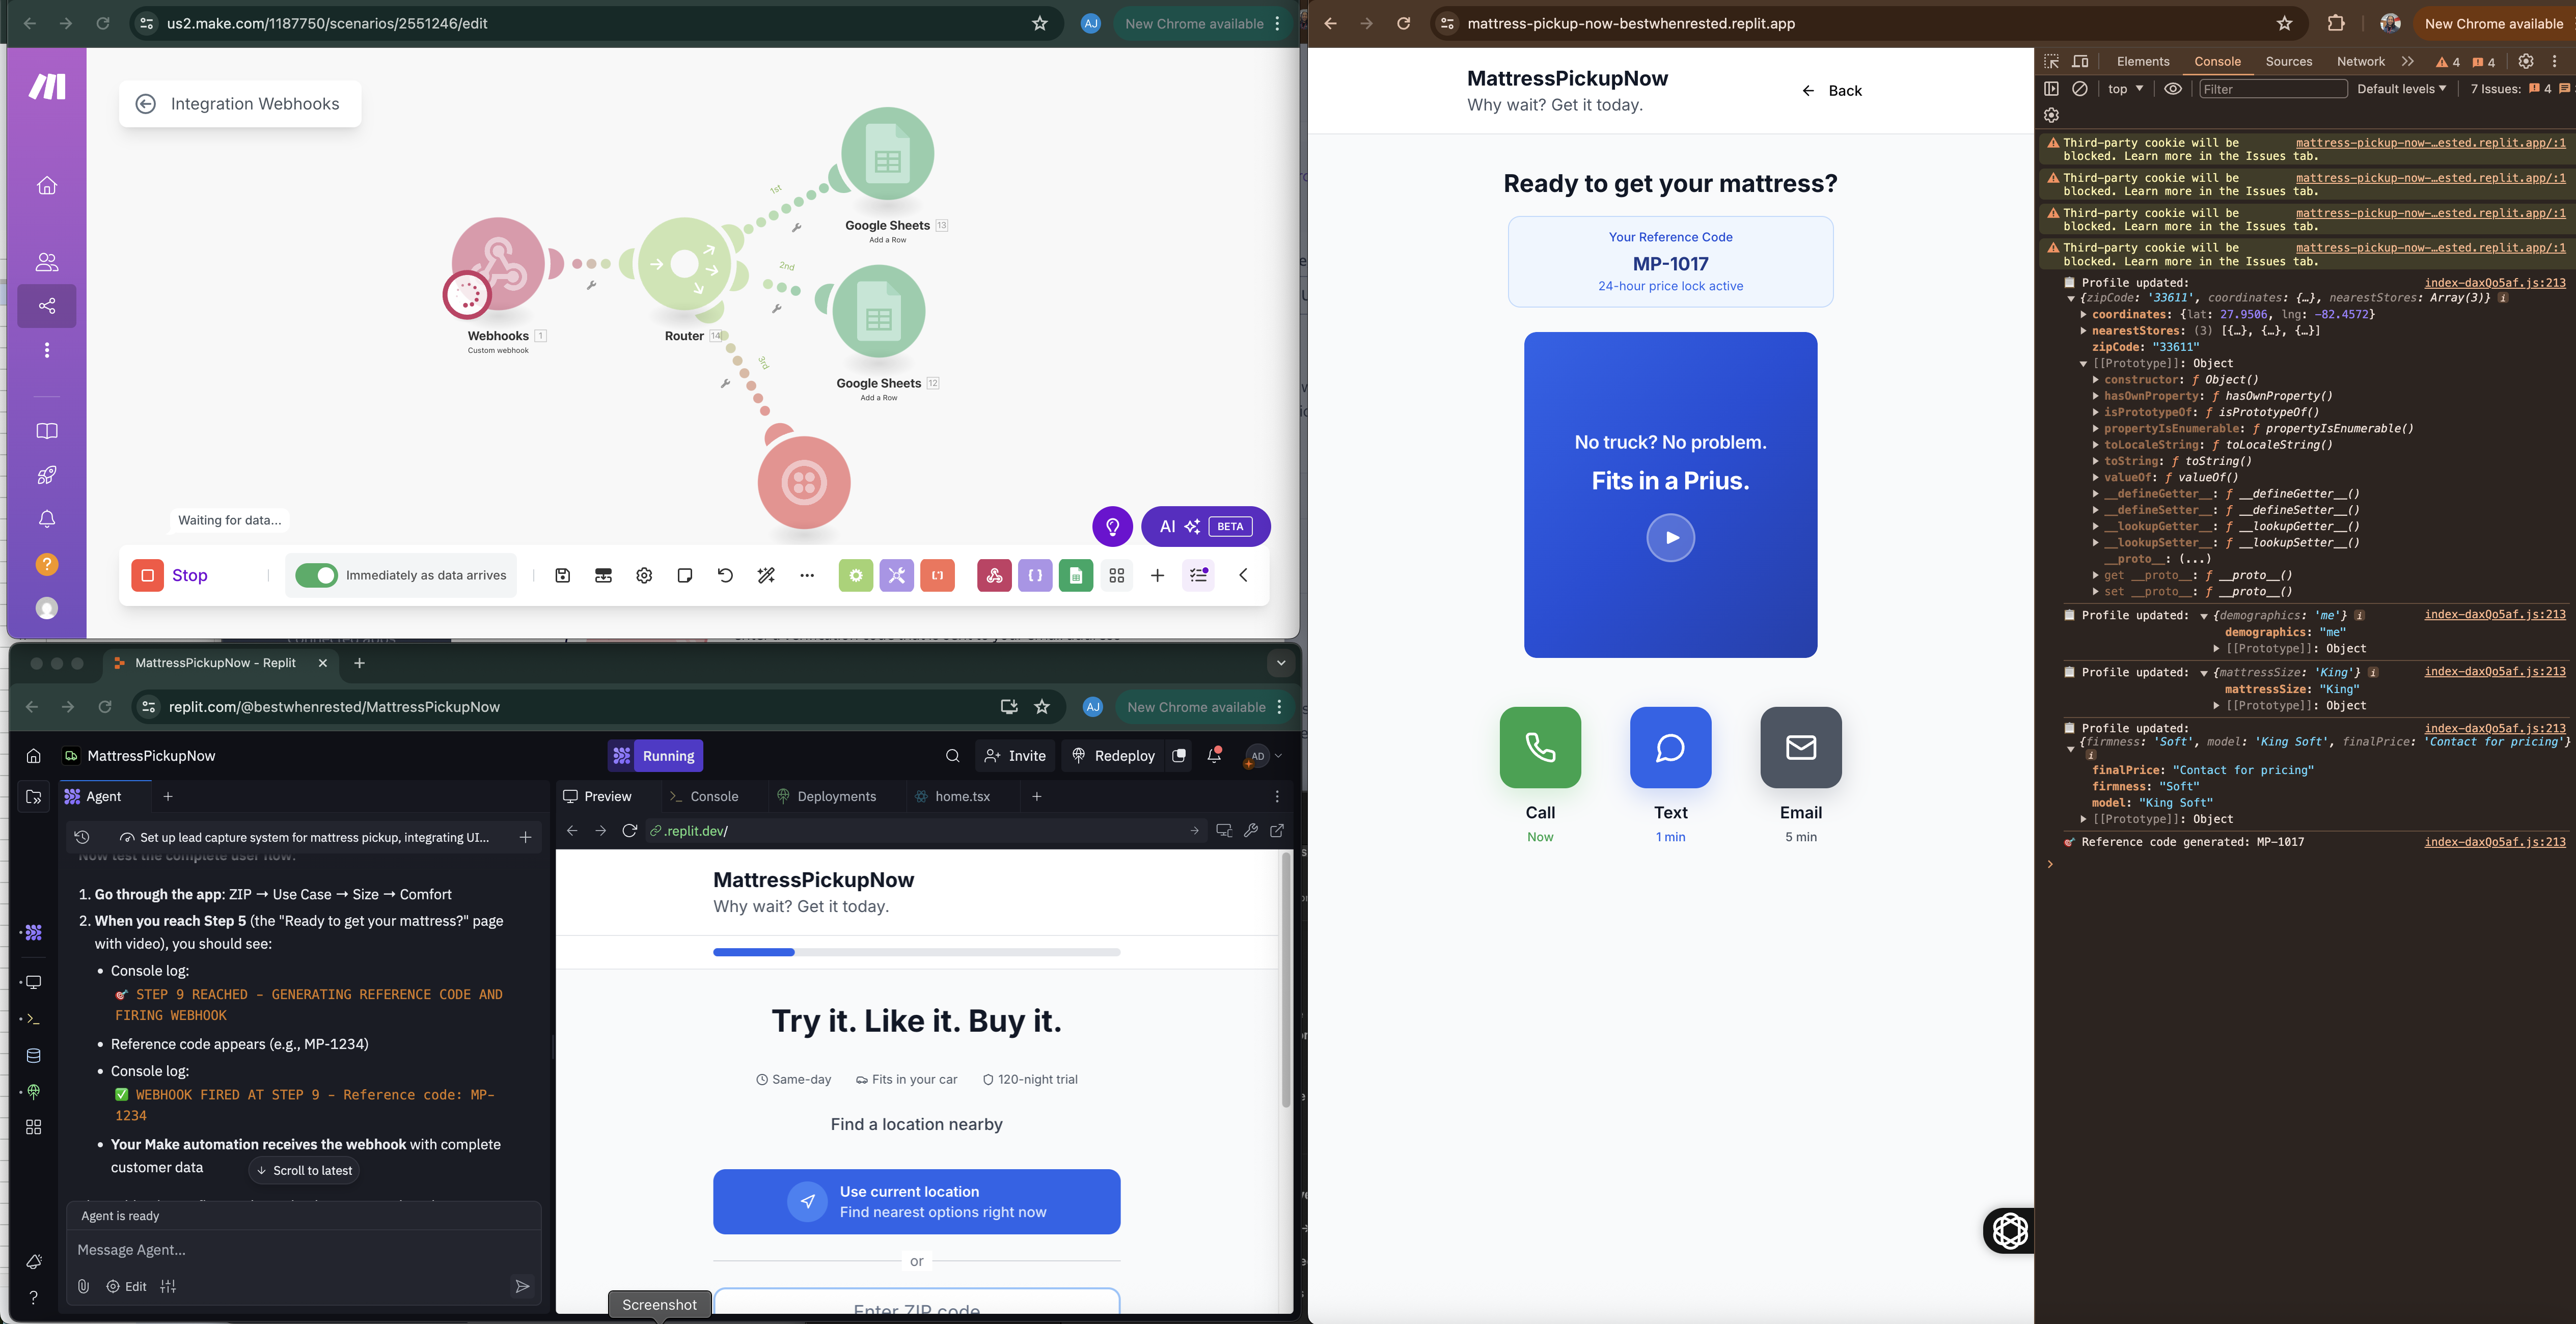 us2.make.com/1187750/scenarios/2551246/edit
AJ
New Chrome available
Integration Webhooks
1st
Google Sheets 13
Add a Row
2nd
Webhooks 1
Custom webhook
Router 14
3rd
Google Sheets 12
Add a Row
Waiting for data...
AI BETA
Stop
Immediately as data arrives
?
MattressPickupNow - Replit
replit.com/@bestwhenrested/MattressPickupNow
AJ
New Chrome available
MattressPickupNow
Running
Invite
Redeploy
AD
Agent
Preview
Console
Deployments
home.tsx
Set up lead capture system for mattress pickup, integrating UI...
.replit.dev/
Now test the complete user flow:
1. Go through the app: ZIP → Use Case → Size → Comfort
2. When you reach Step 5 (the "Ready to get your mattress?" page
with video), you should see:
• Console log:
🎯 STEP 9 REACHED - GENERATING REFERENCE CODE AND
FIRING WEBHOOK
• Reference code appears (e.g., MP-1234)
• Console log:
✅ WEBHOOK FIRED AT STEP 9 - Reference code: MP-
1234
• Your Make automation receives the webhook with complete
customer data
Scroll to latest
Agent is ready
Message Agent...
Edit
?
MattressPickupNow
Why wait? Get it today.
Try it. Like it. Buy it.
Same-day
Fits in your car
120-night trial
Find a location nearby
Use current location
Find nearest options right now
or
Enter ZIP code
Screenshot
mattress-pickup-now-bestwhenrested.replit.app
New Chrome available
MattressPickupNow
Why wait? Get it today.
← Back
Ready to get your mattress?
Your Reference Code
MP-1017
24-hour price lock active
No truck? No problem.
Fits in a Prius.
Call
Now
Text
1 min
Email
5 min
Elements
Console
Sources
Network
4
4
top
Filter
Default levels
7 Issues:
4
Third-party cookie will be mattress-pickup-now-…ested.replit.app/:1
blocked. Learn more in the Issues tab.
Third-party cookie will be mattress-pickup-now-…ested.replit.app/:1
blocked. Learn more in the Issues tab.
Third-party cookie will be mattress-pickup-now-…ested.replit.app/:1
blocked. Learn more in the Issues tab.
Third-party cookie will be mattress-pickup-now-…ested.replit.app/:1
blocked. Learn more in the Issues tab.
Profile updated: index-daxQo5af.js:213
{zipCode: '33611', coordinates: {…}, nearestStores: Array(3)}
coordinates: {lat: 27.9506, lng: -82.4572}
nearestStores: (3) [{…}, {…}, {…}]
zipCode: "33611"
[[Prototype]]: Object
constructor: ƒ Object()
hasOwnProperty: ƒ hasOwnProperty()
isPrototypeOf: ƒ isPrototypeOf()
propertyIsEnumerable: ƒ propertyIsEnumerable()
toLocaleString: ƒ toLocaleString()
toString: ƒ toString()
valueOf: ƒ valueOf()
__defineGetter__: ƒ __defineGetter__()
__defineSetter__: ƒ __defineSetter__()
__lookupGetter__: ƒ __lookupGetter__()
__lookupSetter__: ƒ __lookupSetter__()
__proto__: (...)
get __proto__: ƒ __proto__()
set __proto__: ƒ __proto__()
Profile updated: {demographics: 'me'} index-daxQo5af.js:213
demographics: "me"
[[Prototype]]: Object
Profile updated: {mattressSize: 'King'} index-daxQo5af.js:213
mattressSize: "King"
[[Prototype]]: Object
Profile updated: index-daxQo5af.js:213
{firmness: 'Soft', model: 'King Soft', finalPrice: 'Contact for pricing'}
finalPrice: "Contact for pricing"
firmness: "Soft"
model: "King Soft"
[[Prototype]]: Object
🎯 Reference code generated: MP-1017 index-daxQo5af.js:213